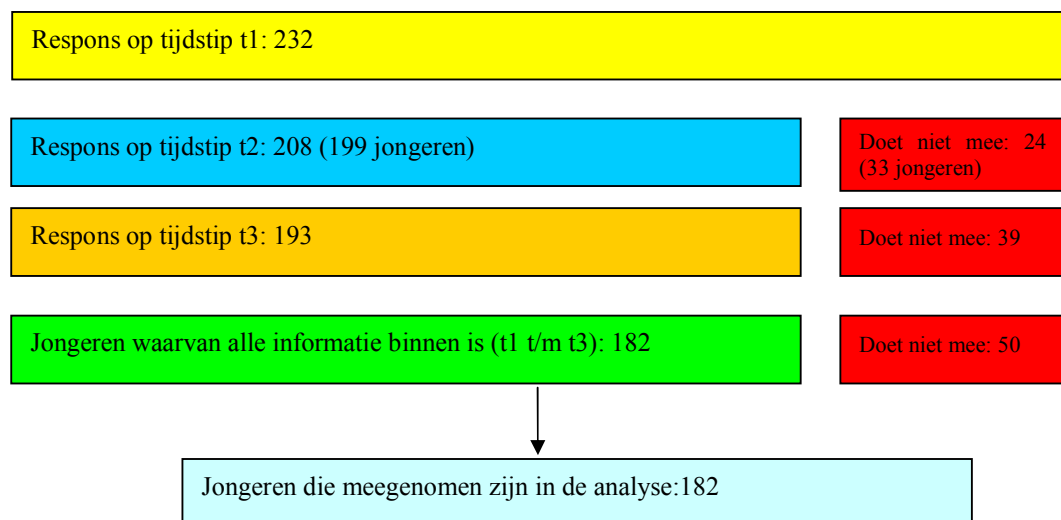 Respons op tijdstip t1: 232
Respons op tijdstip t2: 208 (199 jongeren)
Doet niet mee: 24
(33 jongeren)
Respons op tijdstip t3: 193
Doet niet mee: 39
Jongeren waarvan alle informatie binnen is (t1 t/m t3): 182
Doet niet mee: 50
Jongeren die meegenomen zijn in de analyse:182